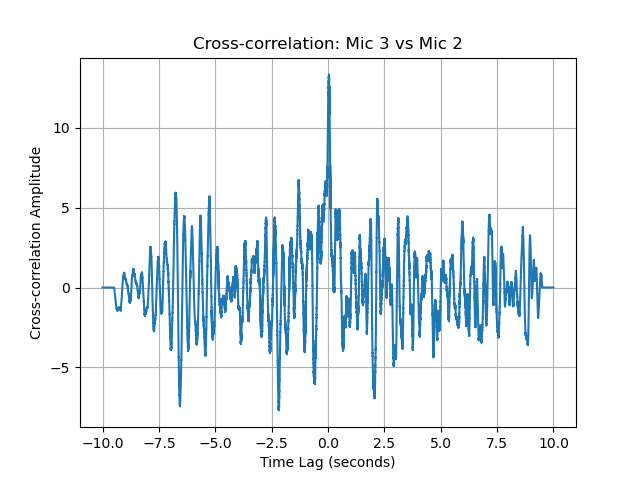 Cross-correlation: Mic 3 vs Mic 2
Cross-correlation Amplitude
10
5
0
−5
−10.0 −7.5 −5.0 −2.5 0.0 2.5 5.0 7.5 10.0
Time Lag (seconds)